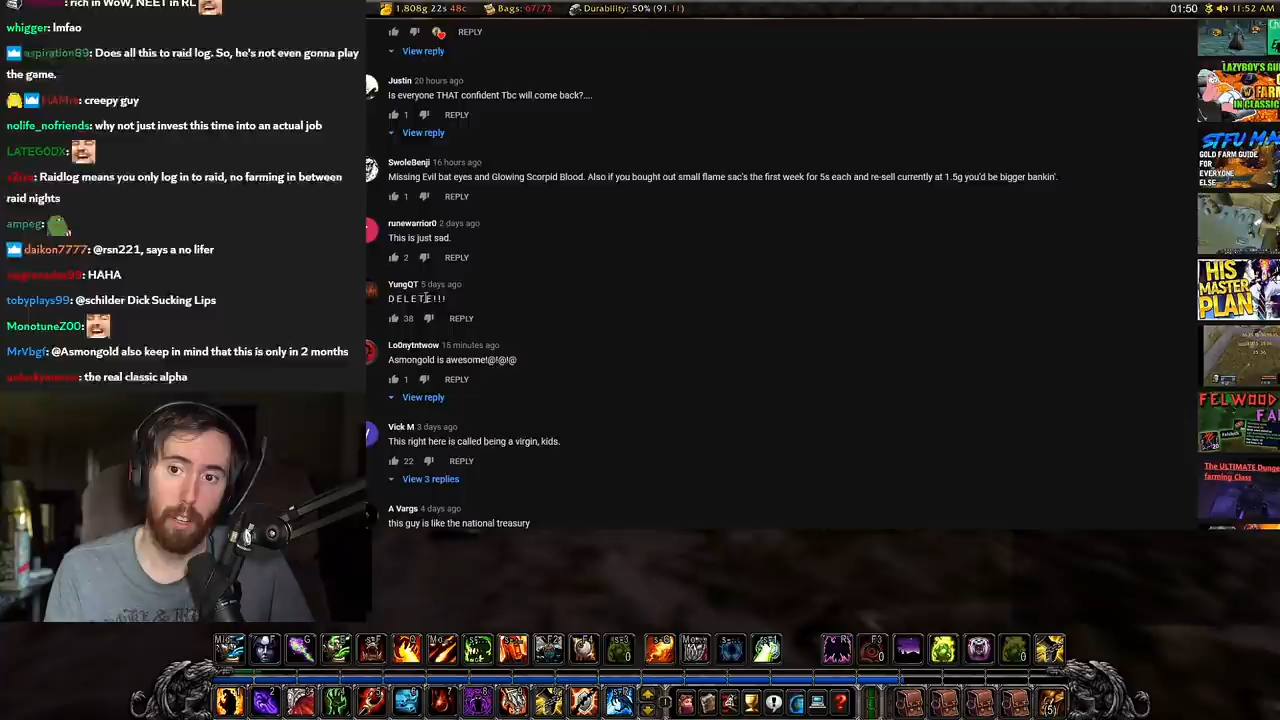 rich in WoW, NEET in RL
whigger: lmfao
aspiration89: Does all this to raid log. So, he's not even gonna play
the game.
creepy guy
nolife_nofriends: why not just invest this time into an actual job
LATEGODX:
Raidlog means you only log in to raid, no farming in between
raid nights
ampeg:
daikon7777: @rsn221, says a no lifer
HAHA
tobyplays99: @schilder Dick Sucking Lips
MonotuneZ00:
MrVbgf: @Asmongold also keep in mind that this is only in 2 months
the real classic alpha
1,808g 22s 48c Bags: 67/72 Durability: 50% (91.11) 01:50 11:52 AM
REPLY
View reply
Justin 20 hours ago
Is everyone THAT confident Tbc will come back?....
1 REPLY
View reply
SwoleBenji 16 hours ago
Missing Evil bat eyes and Glowing Scorpid Blood. Also if you bought out small flame sac's the first week for 5s each and re-sell currently at 1.5g you'd be bigger bankin'.
1 REPLY
runewarrior0 2 days ago
This is just sad.
2 REPLY
YungQT 5 days ago
D E L E T E ! ! !
38 REPLY
Lo0nytntwow 15 minutes ago
Asmongold is awesome!@!@!@
1 REPLY
View reply
Vick M 3 days ago
This right here is called being a virgin, kids.
22 REPLY
View 3 replies
A Vargs 4 days ago
this guy is like the national treasury
LAZYBOY'S GU
FARM
IN CLASSIC
STFU MA
GOLD FARM GUIDE
FOR
EVERYONE
ELSE
HIS
MASTER
PLAN
FELWOOD
FA
The ULTIMATE Dunge
farming Class